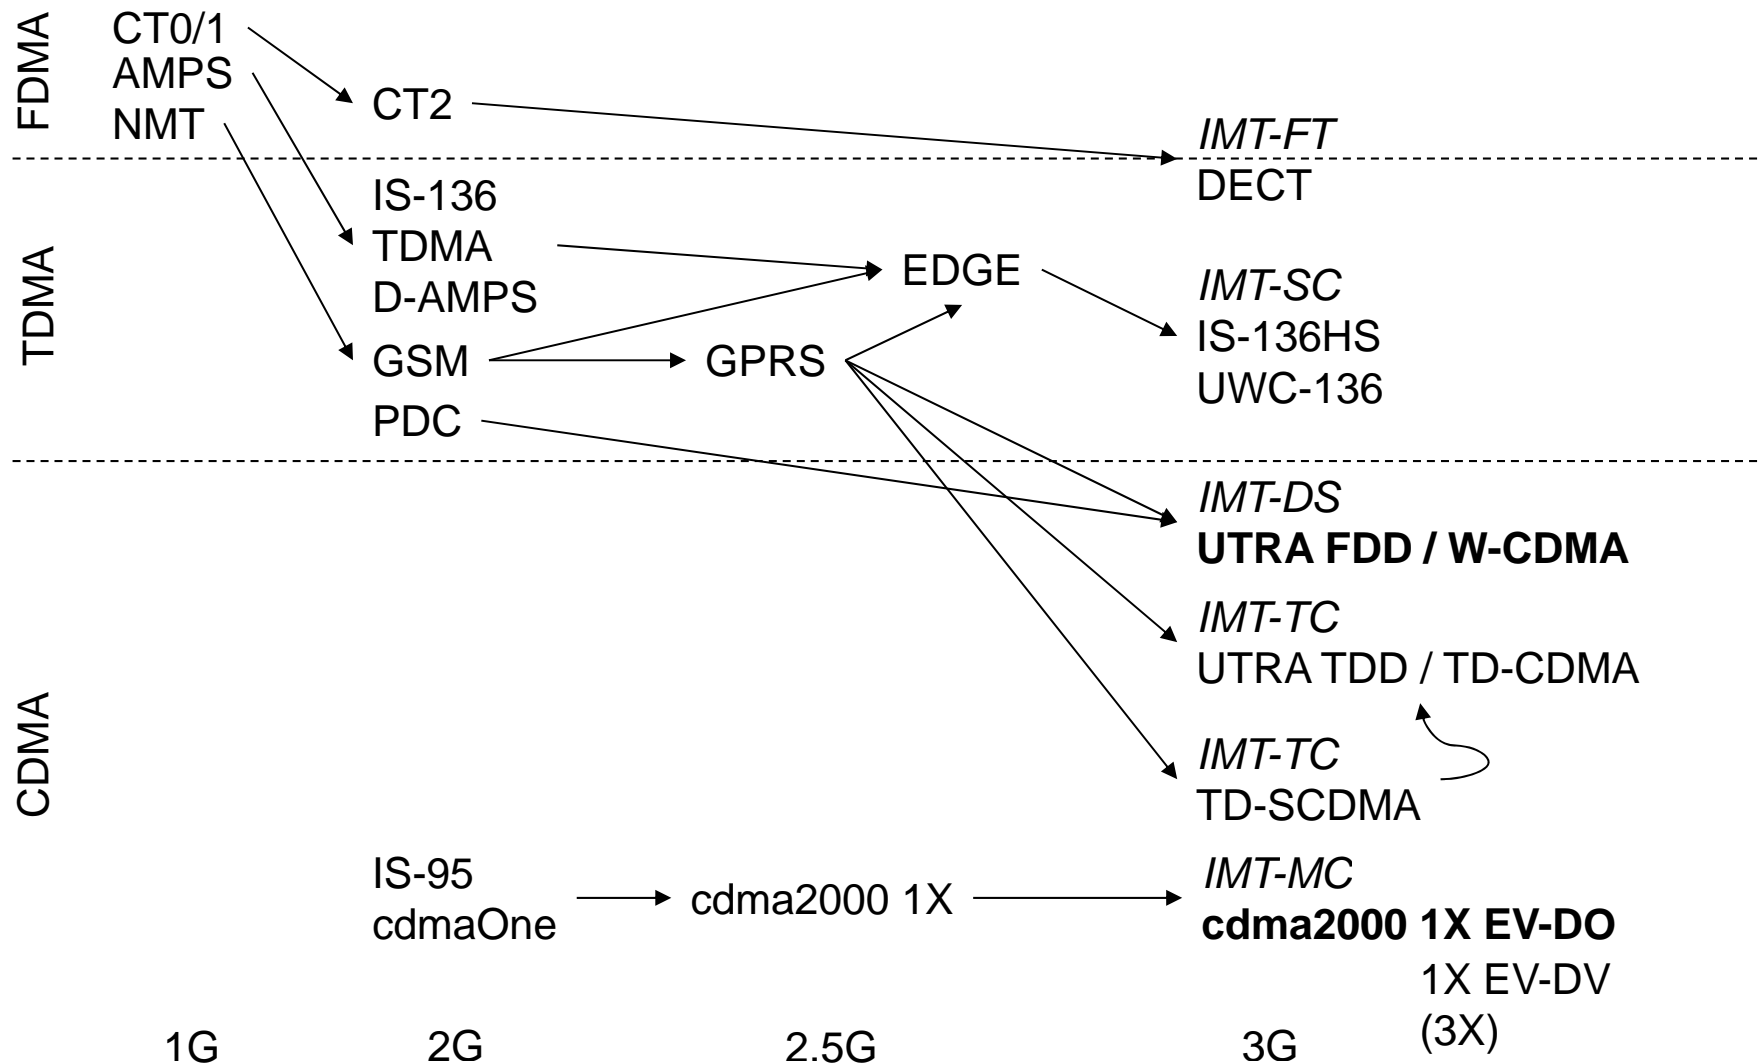 FDMA
CT0/1
AMPS
NMT
CT2
IMT-FT
DECT
TDMA
IS-136
TDMA
D-AMPS
GSM
PDC
GPRS
EDGE
IMT-SC
IS-136HS
UWC-136
CDMA
IMT-DS
UTRA FDD / W-CDMA
IMT-TC
UTRA TDD / TD-CDMA
IMT-TC
TD-SCDMA
IS-95
cdmaOne
cdma2000 1X
IMT-MC
cdma2000 1X EV-DO
1X EV-DV
(3X)
1G
2G
2.5G
3G